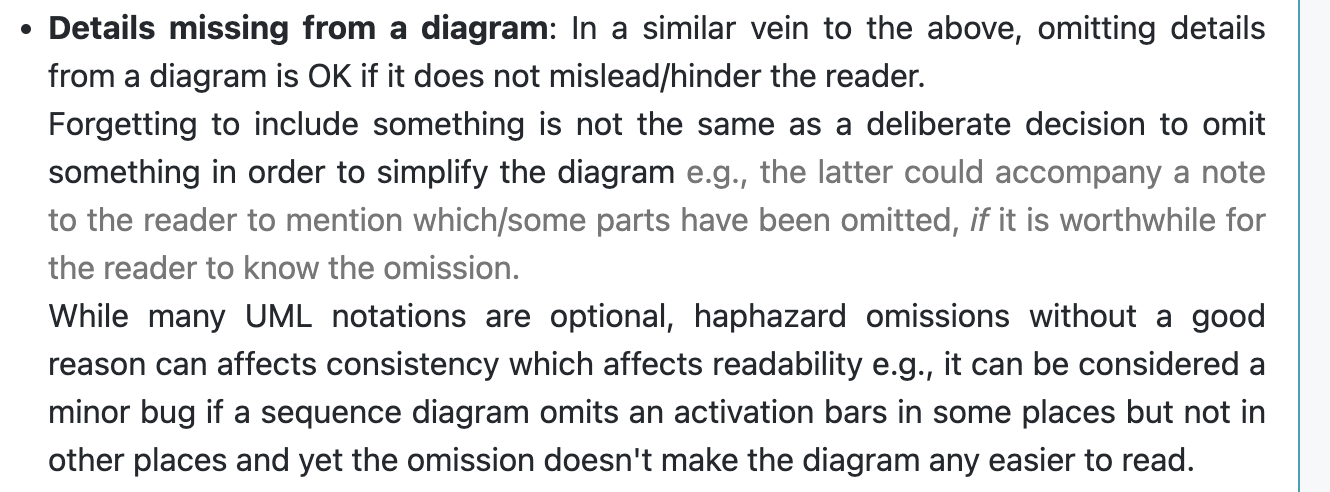 • Details missing from a diagram: In a similar vein to the above, omitting details
from a diagram is OK if it does not mislead/hinder the reader.
Forgetting to include something is not the same as a deliberate decision to omit
something in order to simplify the diagram e.g., the latter could accompany a note
to the reader to mention which/some parts have been omitted, if it is worthwhile for
the reader to know the omission.
While many UML notations are optional, haphazard omissions without a good
reason can affects consistency which affects readability e.g., it can be considered a
minor bug if a sequence diagram omits an activation bars in some places but not in
other places and yet the omission doesn't make the diagram any easier to read.